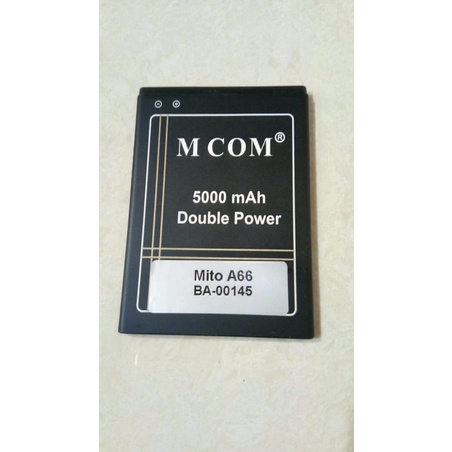 M COM®
5000 mAh
Double Power
Mito A66
BA-00145